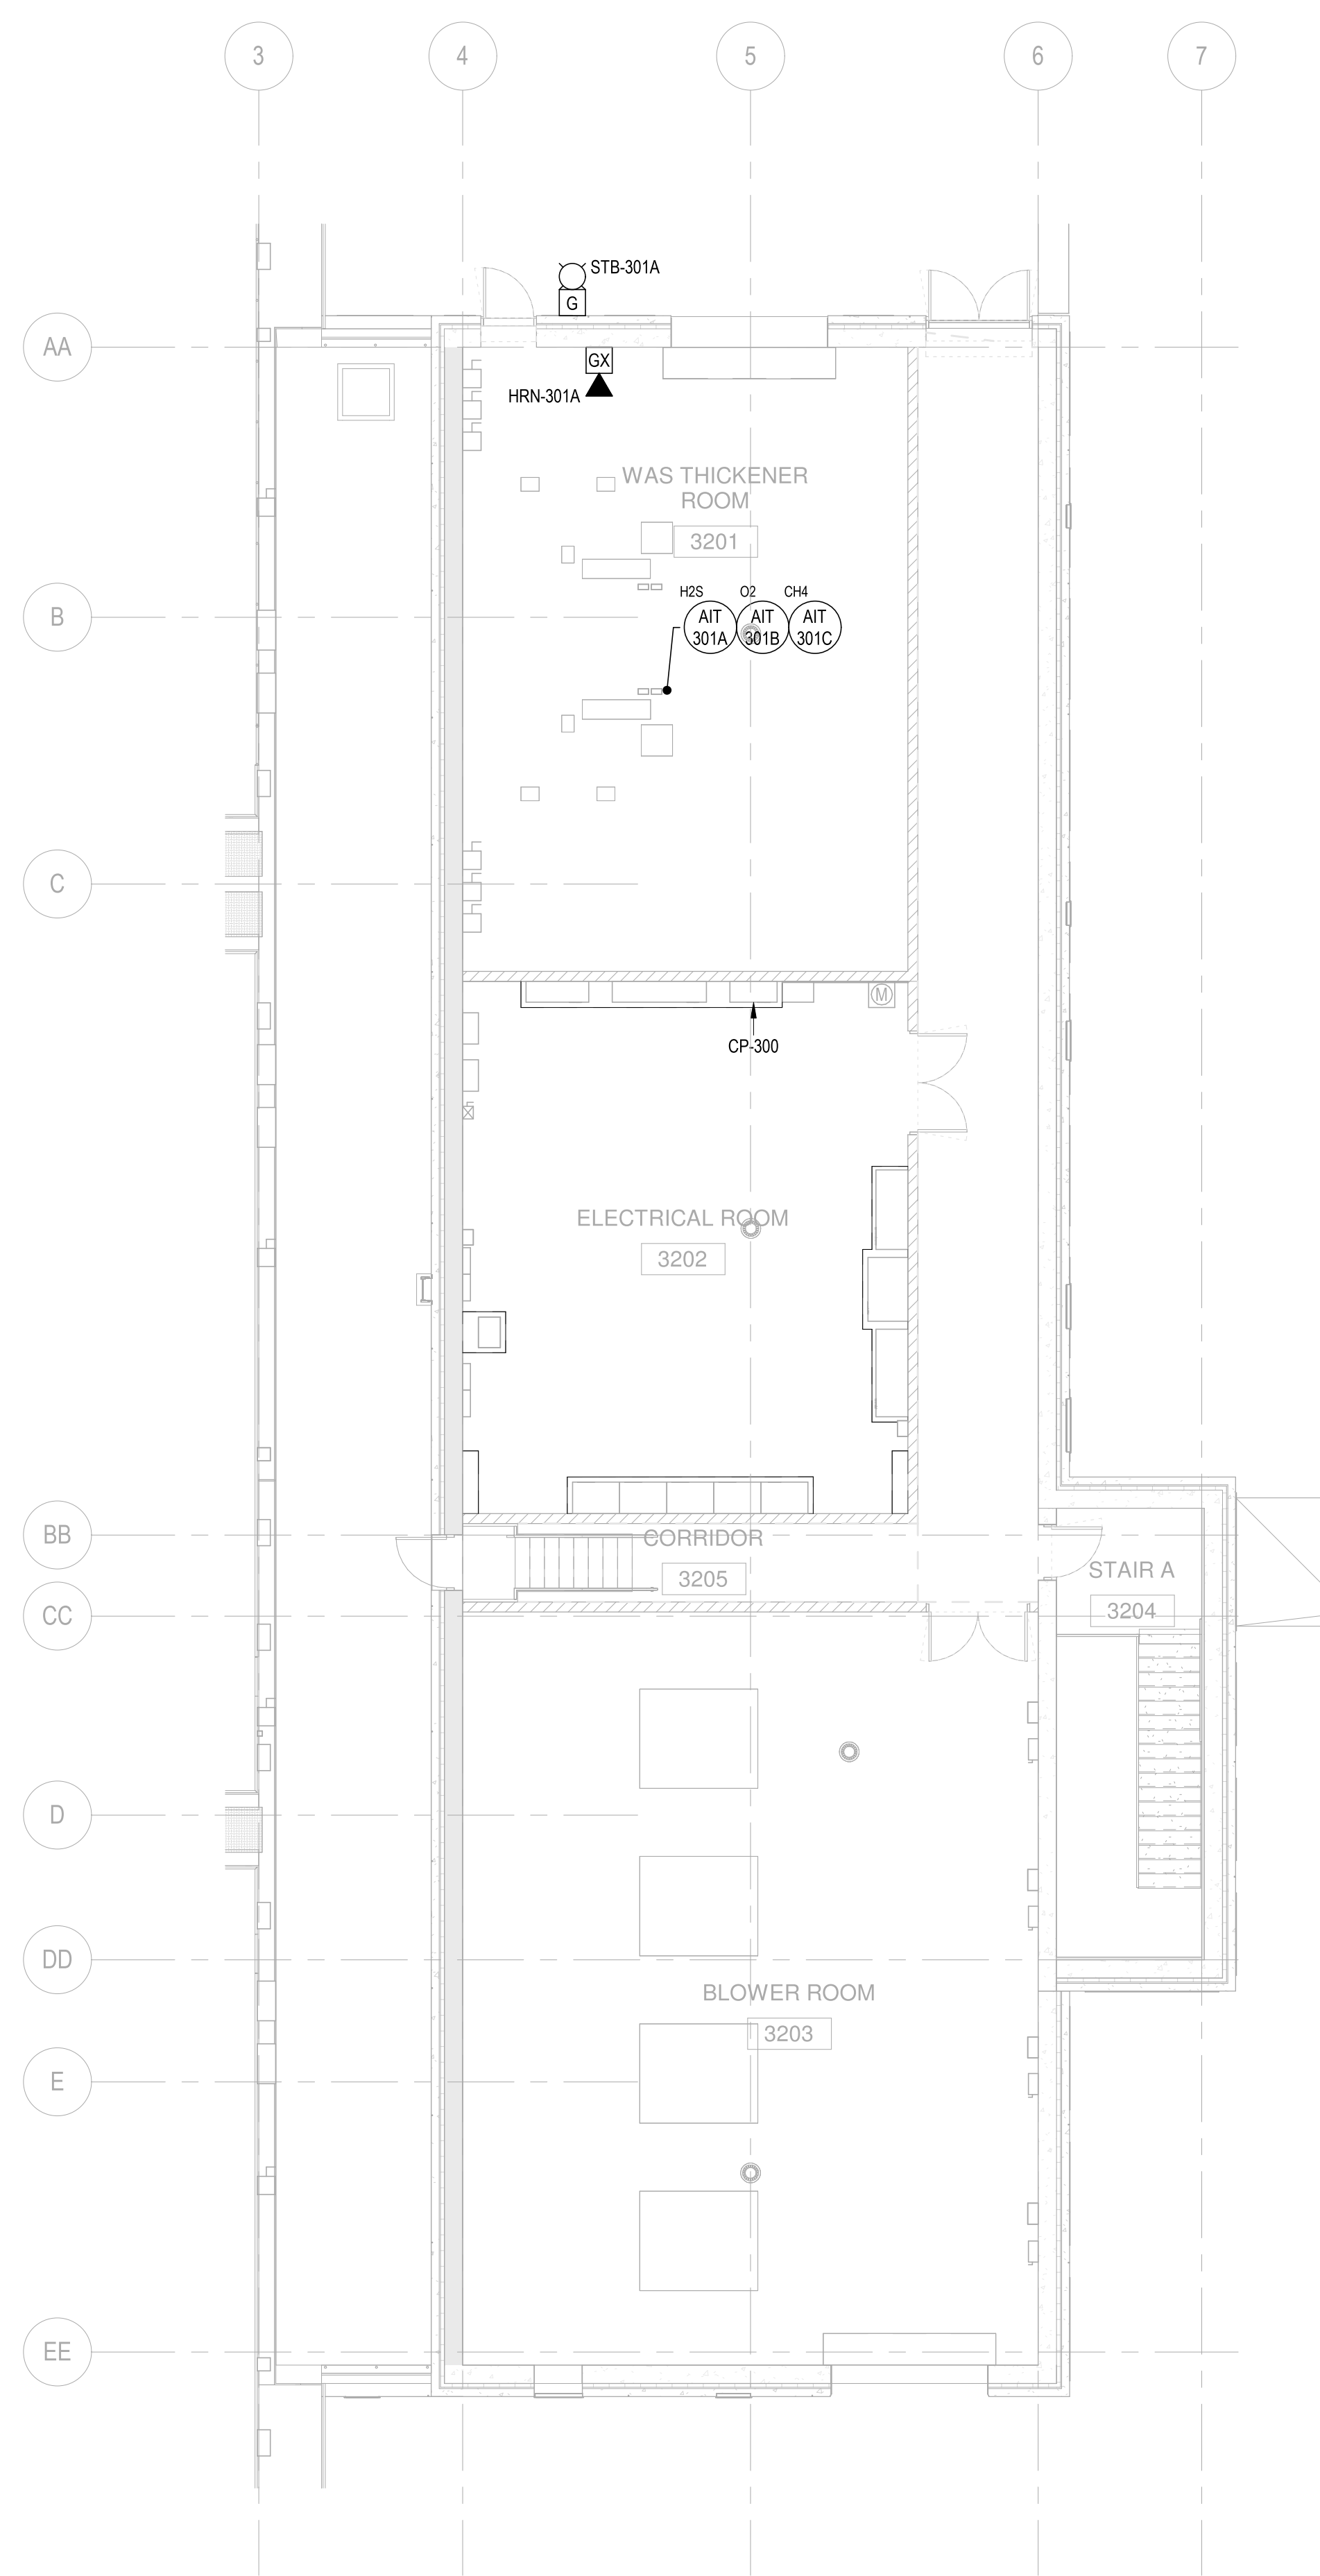 3
4
5
6
7
STB-301A
G
AA
GX
HRN-301A
WAS THICKENER
ROOM
3201
H2S
O2
CH4
B
AIT
301A
AIT
301B
AIT
301C
C
M
CP-300
ELECTRICAL ROOM
3202
BB
CORRIDOR
3205
STAIR A
3204
CC
D
DD
BLOWER ROOM
3203
E
EE